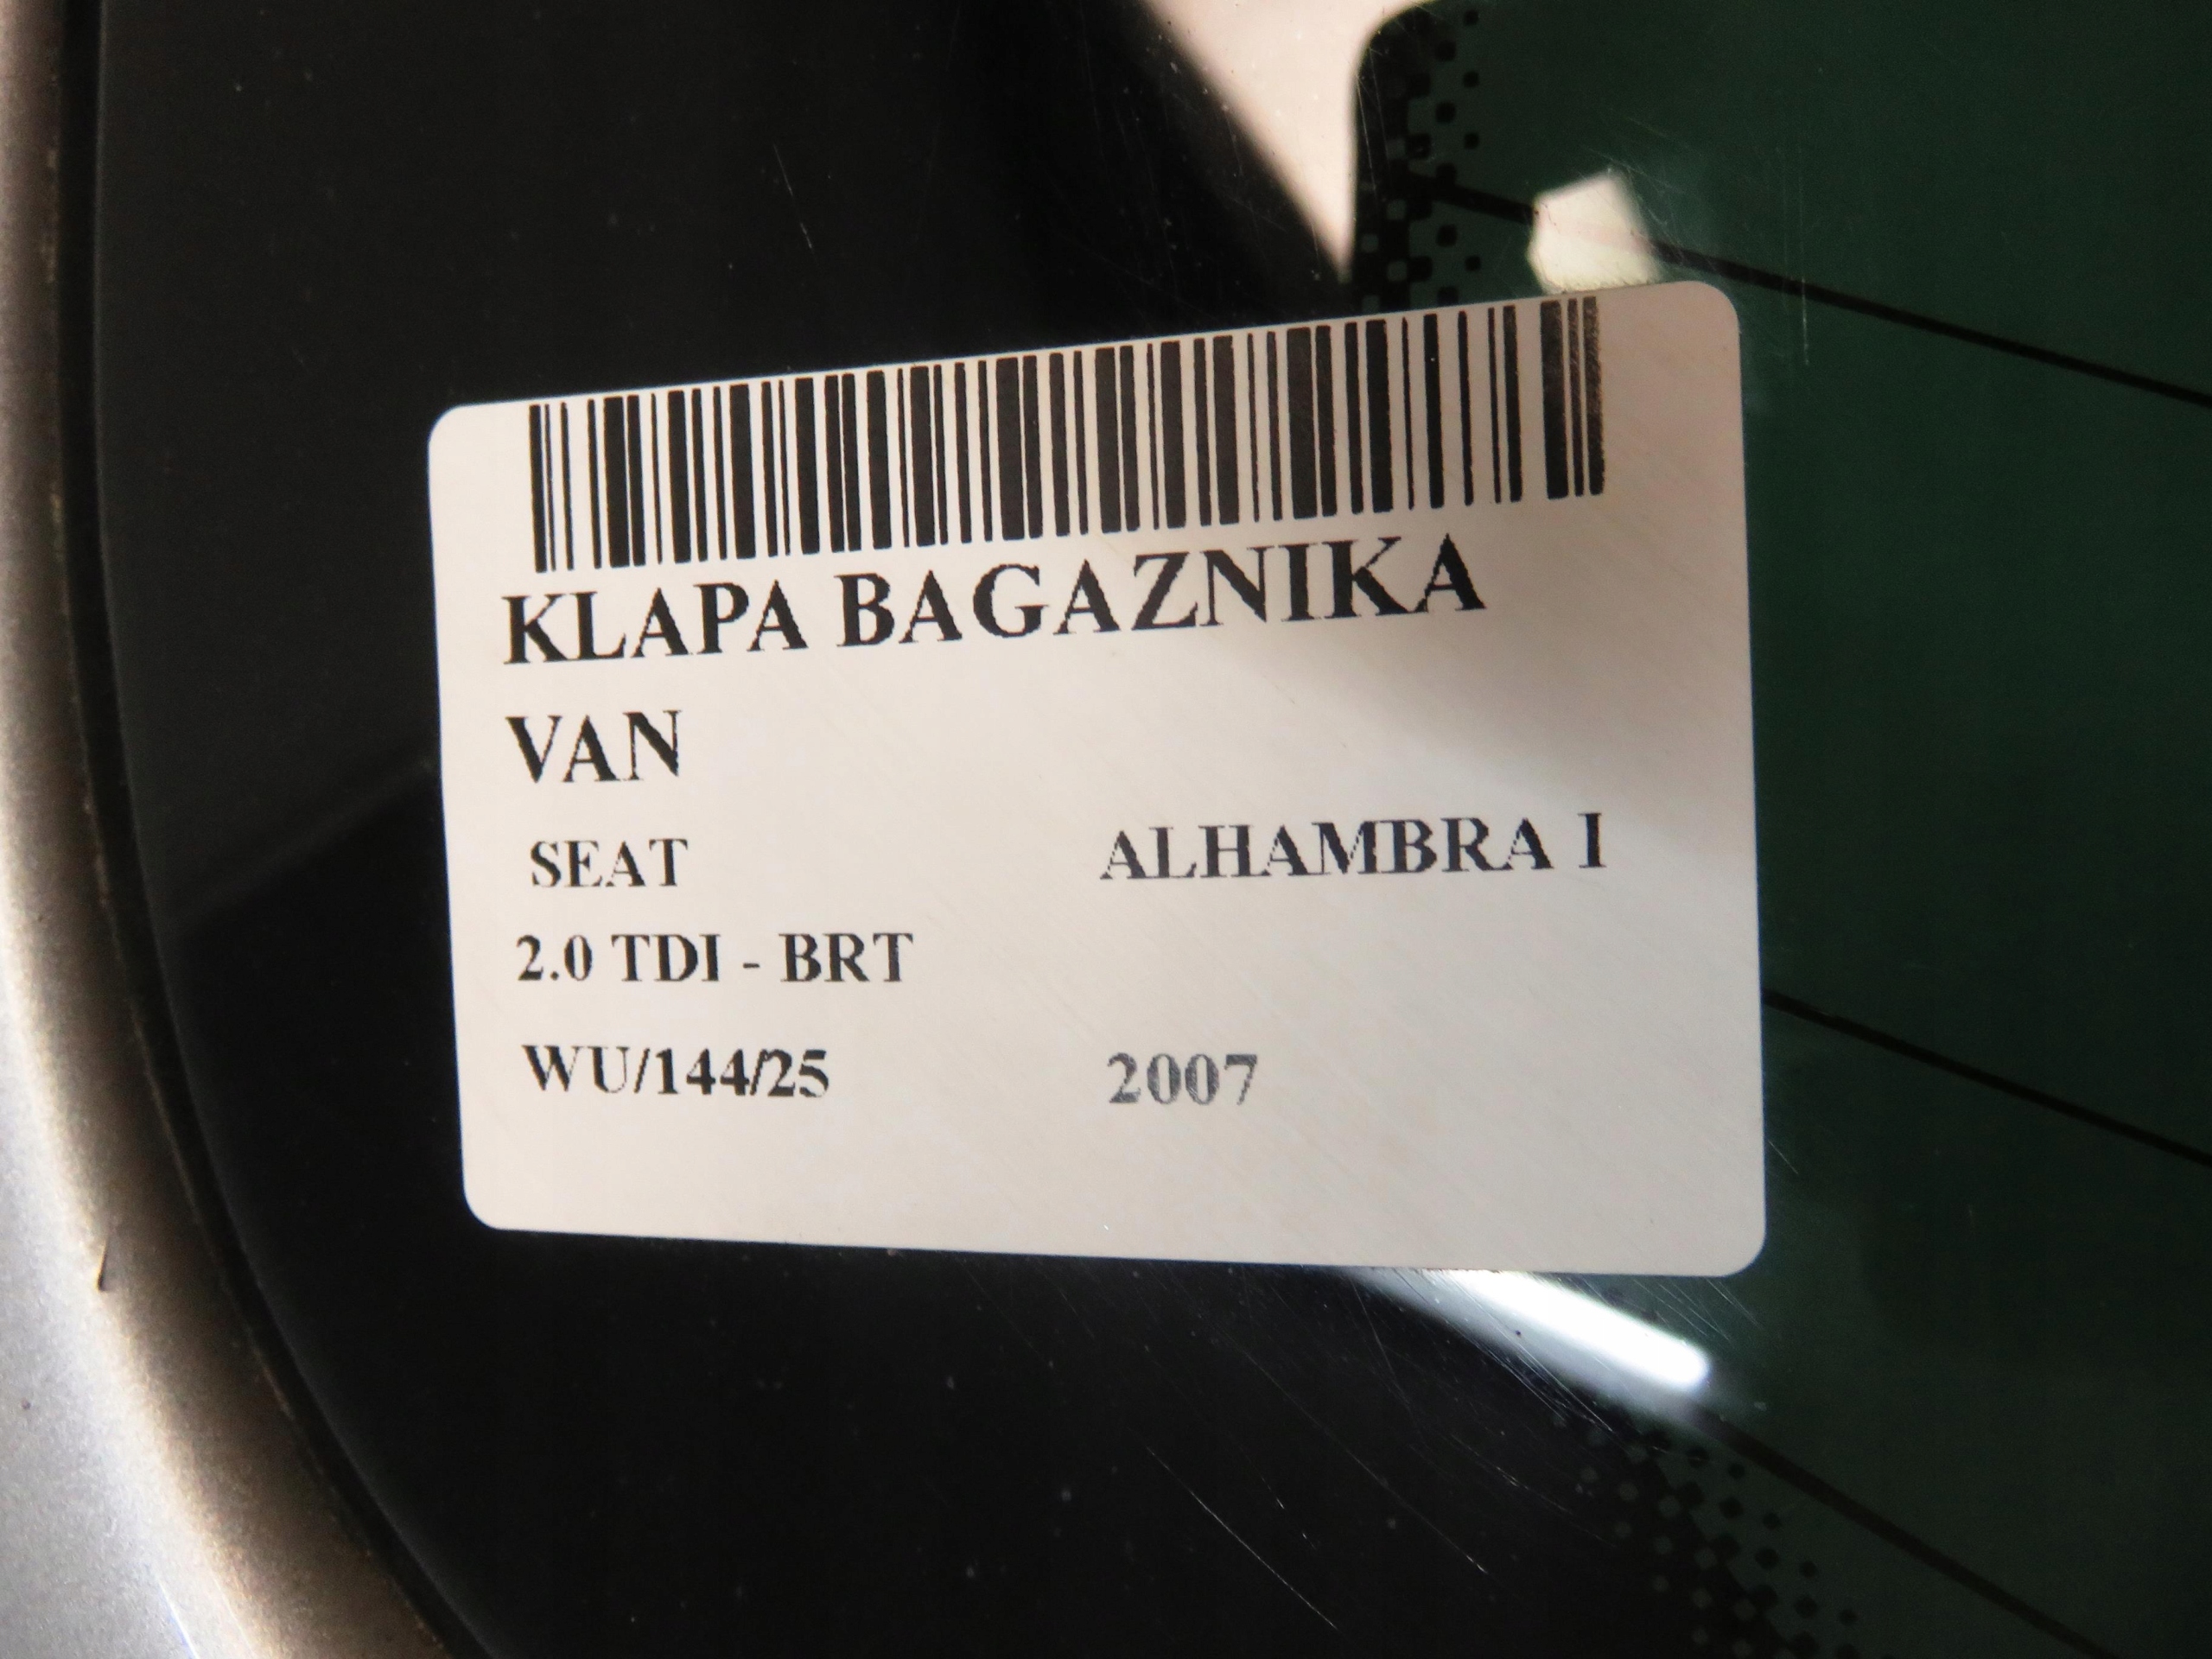 KLAPA BAGAZNIKA
VAN
SEAT ALHAMBRA I
2.0 TDI - BRT
WU/144/25 2007